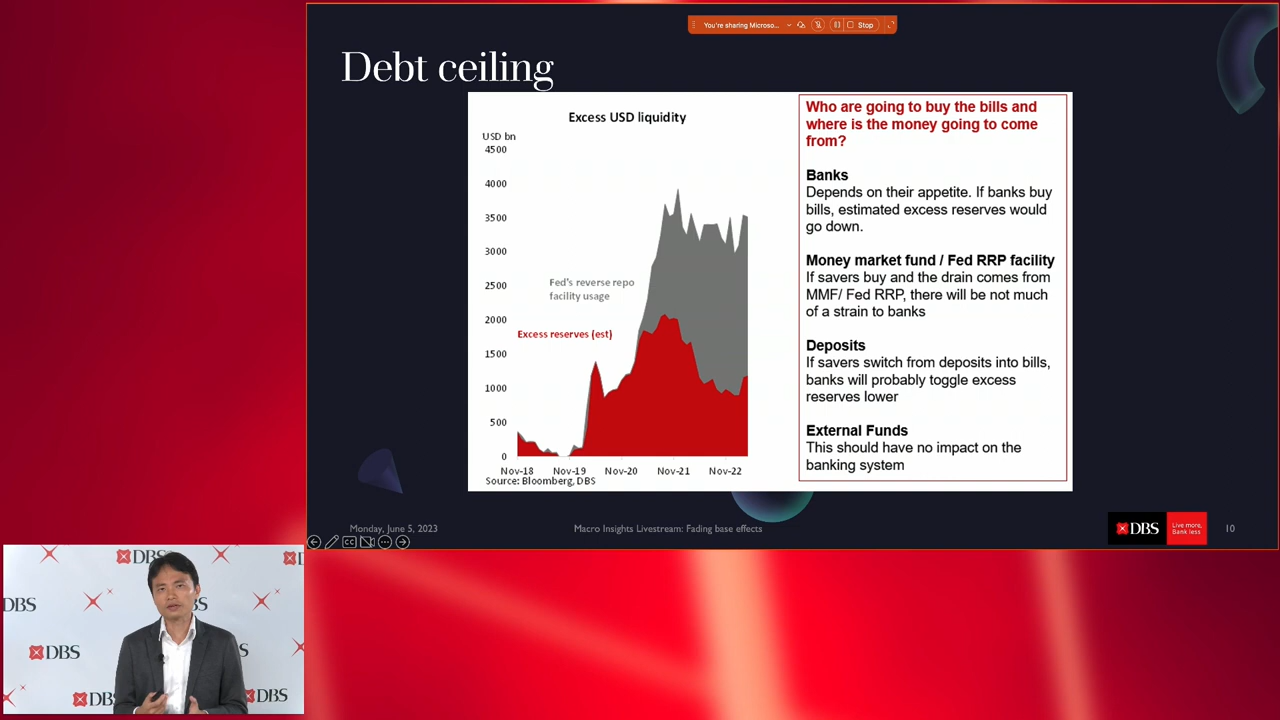 You're sharing Microso...
Stop
Debt ceiling
Excess USD liquidity
USD bn
4500
4000
3500
3000
2500
2000
1500
1000
500
0
Fed's reverse repo
facility usage
Excess reserves (est)
Nov-18
Nov-19
Nov-20
Nov-21
Nov-22
Source: Bloomberg, DBS
Who are going to buy the bills and
where is the money going to come
from?
Banks
Depends on their appetite. If banks buy
bills, estimated excess reserves would
go down.
Money market fund / Fed RRP facility
If savers buy and the drain comes from
MMF/ Fed RRP, there will be not much
of a strain to banks
Deposits
If savers switch from deposits into bills,
banks will probably toggle excess
reserves lower
External Funds
This should have no impact on the
banking system
Monday, June 5, 2023
Macro Insights Livestream: Fading base effects
DBS
Live more,
Bank less
10
CC
DBS
DB
DBS
BS
DBS
DBS
DB
DBS